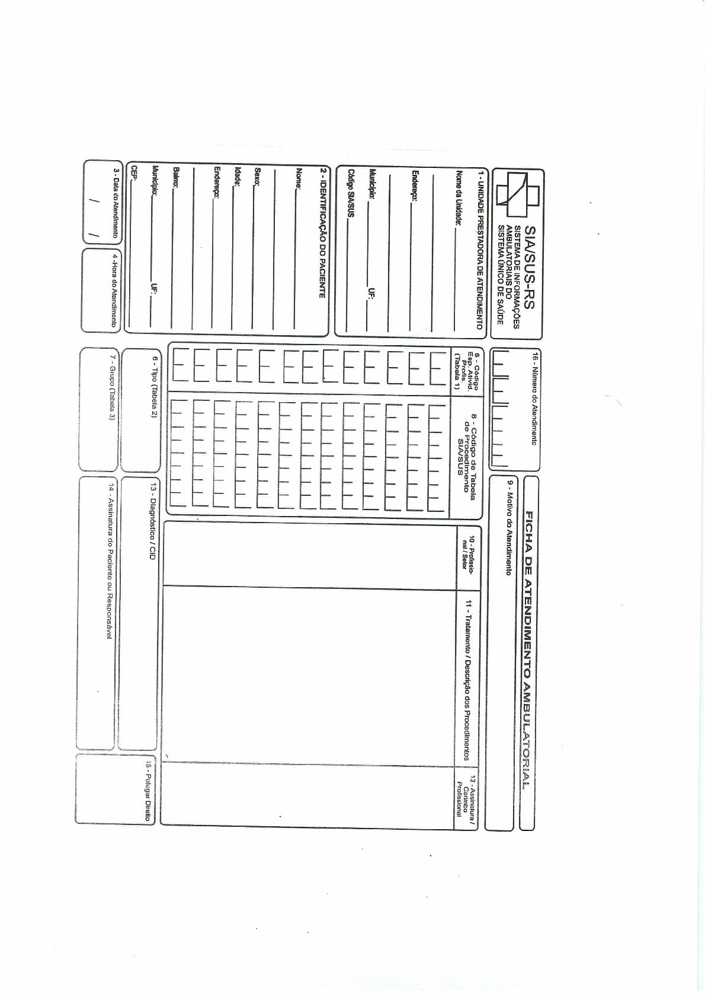 SIA/SUS-RS
SISTEMA DE INFORMAÇÕES
AMBULATORIAIS DO
SISTEMA ÚNICO DE SAÚDE
16 - Número do Atendimento
FICHA DE ATENDIMENTO AMBULATORIAL
9 - Motivo do Atendimento
1 - UNIDADE PRESTADORA DE ATENDIMENTO
Nome da Unidade:
Endereço:
Município: UF:
Código SIA/SUS
2 - IDENTIFICAÇÃO DO PACIENTE
Nome:
Sexo:
Idade:
Endereço:
Bairro:
Município: UF:
CEP:
3 - Data do Atendimento
/ /
4 -Hora do Atendimento
5 - Código
Esp. Ativid.
Profis.
(Tabela 1)
8 - Código de Tabela
de Procedimento
SIA/SUS
10 - Profissio-
nal / Setor
11 - Tratamento / Descrição dos Procedimentos
12 - Assinatura /
Carimbo
Profissional
6 - Tipo (Tabela 2)
7 - Grupo (Tabela 3)
13 - Diagnóstico / CID
14 - Assinatura do Paciente ou Responsável
15 - Polegar Direito